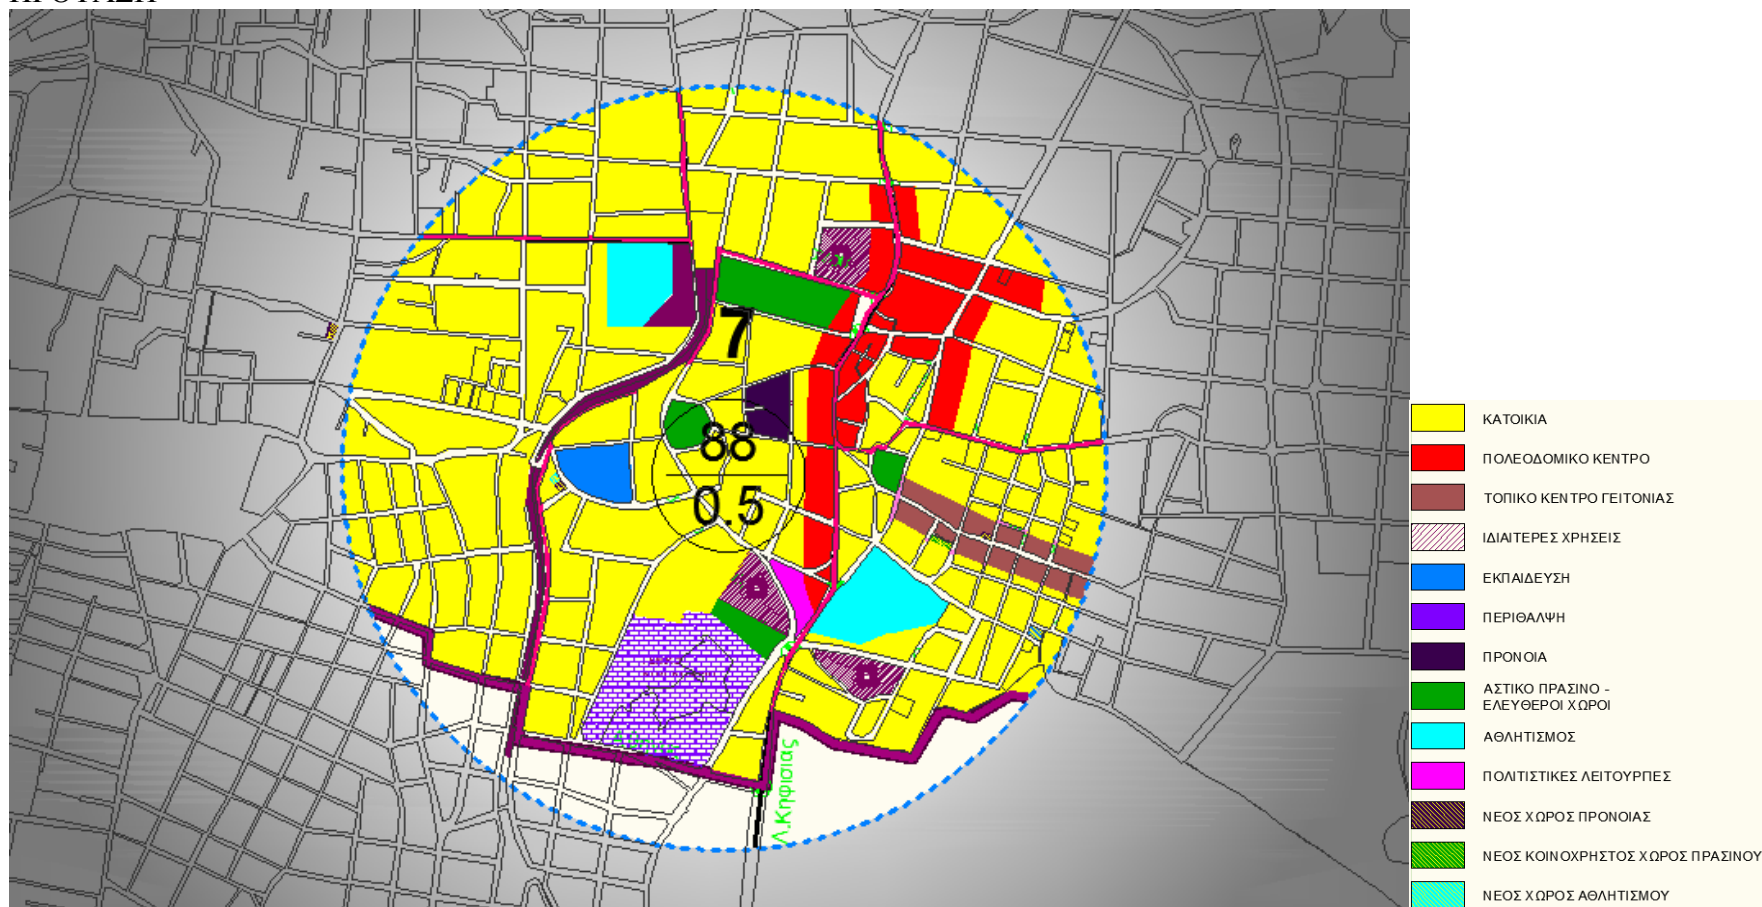 ΠΡΟΤΑΣΗ
7
88
0.5
Λ.Κηφισίας
ΚΑΤΟΙΚΙΑ
ΠΟΛΕΟΔΟΜΙΚΟ ΚΕΝΤΡΟ
ΤΟΠΙΚΟ ΚΕΝΤΡΟ ΓΕΙΤΟΝΙΑΣ
ΙΔΙΑΙΤΕΡΕΣ ΧΡΗΣΕΙΣ
ΕΚΠΑΙΔΕΥΣΗ
ΠΕΡΙΘΑΛΨΗ
ΠΡΟΝΟΙΑ
ΑΣΤΙΚΟ ΠΡΑΣΙΝΟ -
ΕΛΕΥΘΕΡΟΙ ΧΩΡΟΙ
ΑΘΛΗΤΙΣΜΟΣ
ΠΟΛΙΤΙΣΤΙΚΕΣ ΛΕΙΤΟΥΡΓΙΕΣ
ΝΕΟΣ ΧΩΡΟΣ ΠΡΟΝΟΙΑΣ
ΝΕΟΣ ΚΟΙΝΟΧΡΗΣΤΟΣ ΧΩΡΟΣ ΠΡΑΣΙΝΟΥ
ΝΕΟΣ ΧΩΡΟΣ ΑΘΛΗΤΙΣΜΟΥ